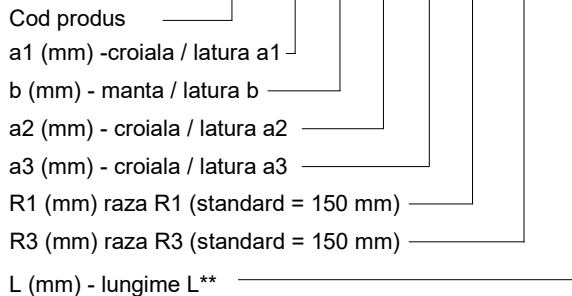 Cod produs
a1 (mm) -croiala / latura a1
b (mm) - manta / latura b
a2 (mm) - croiala / latura a2
a3 (mm) - croiala / latura a3
R1 (mm) raza R1 (standard = 150 mm)
R3 (mm) raza R3 (standard = 150 mm)
L (mm) - lungime L**